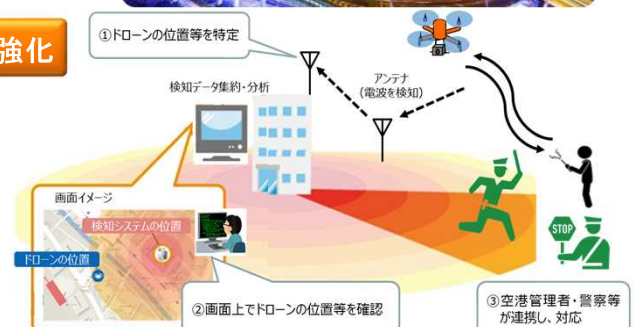 強化
①ドローンの位置等を特定
検知データ集約・分析
アンテナ
（電波を検知）
画面イメージ
検知システムの位置
ドローンの位置
STOP
②画面上でドローンの位置等を確認
③空港管理者・警察等
が連携し、対応